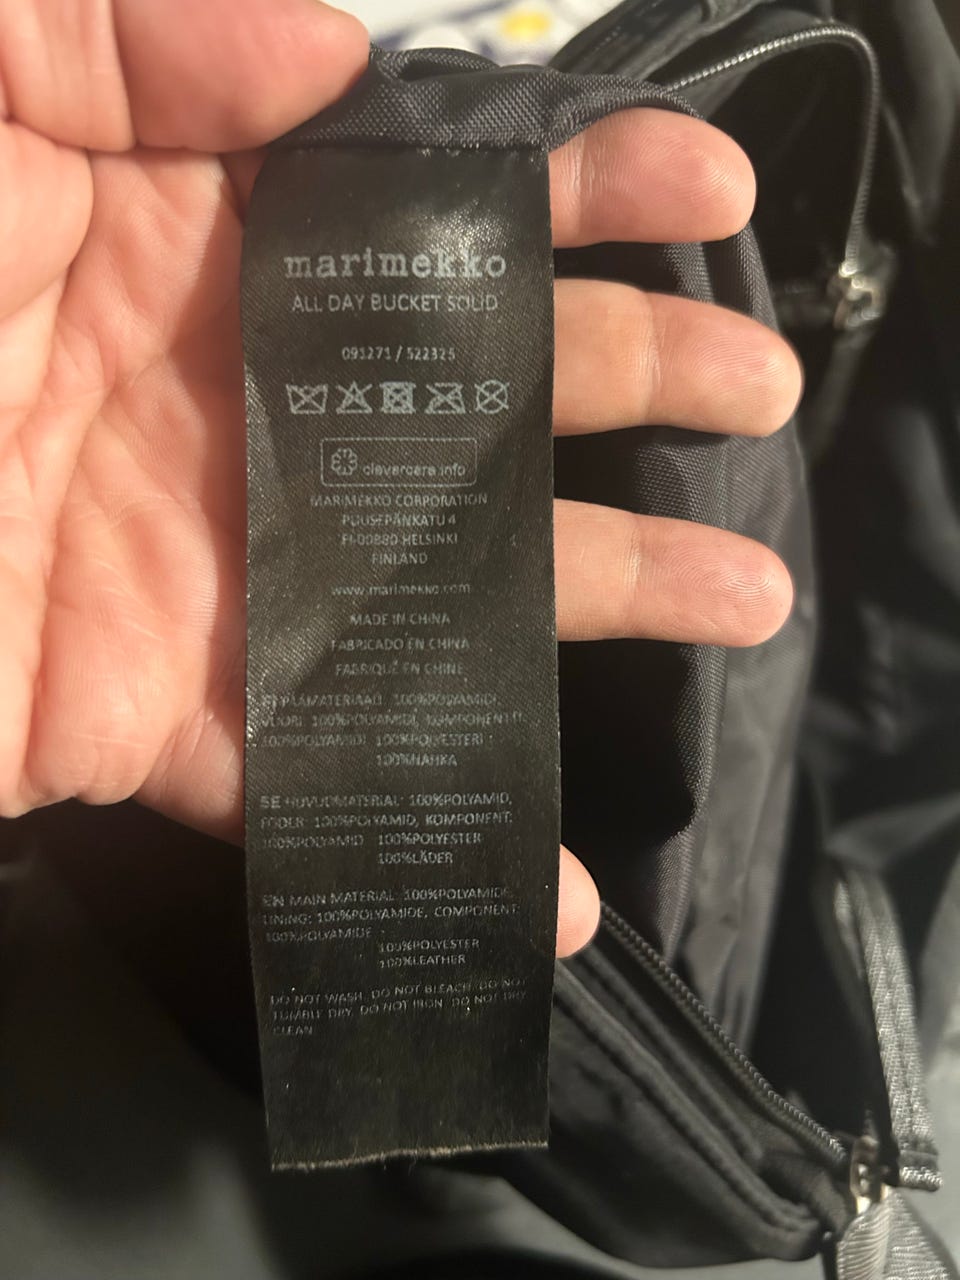 marimekko
ALL DAY BUCKET SOLID
091271 / 522325
clevercare.info
MARIMEKKO CORPORATION
PUUSEPÄNKATU 4
FI-00880 HELSINKI
FINLAND
www.marimekko.com
MADE IN CHINA
FABRICADO EN CHINA
FABRIQUÉ EN CHINE
FI PÄÄMATERIAALI: 100%POLYAMIDI,
VUORI: 100%POLYAMIDI, KOMPONENTTI:
100%POLYAMIDI 100%POLYESTERI
100%NAHKA
SE HUVUDMATERIAL: 100%POLYAMID,
FODER: 100%POLYAMID, KOMPONENT:
100%POLYAMID 100%POLYESTER
100%LÄDER
EN MAIN MATERIAL: 100%POLYAMIDE,
LINING: 100%POLYAMIDE, COMPONENT:
100%POLYAMIDE
100%POLYESTER
100%LEATHER
DO NOT WASH, DO NOT BLEACH, DO NOT
TUMBLE DRY, DO NOT IRON, DO NOT DRY
CLEAN